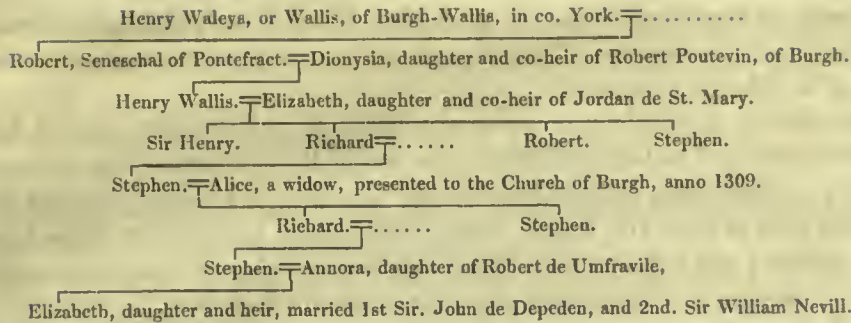 Henry Waleys, or Wallis, of Burgh-Wallis, in co. York.=..........
Robert, Seneschal of Pontefract.=Dionysia, daughter and co-heir of Robert Poutevin, of Burgh.
Henry Wallis.=Elizabeth, daughter and co-heir of Jordan de St. Mary.
Sir Henry. Richard=...... Robert. Stephen.
Stephen.=Alice, a widow, presented to the Church of Burgh, anno 1309.
Richard.=...... Stephen.
Stephen.=Annora, daughter of Robert de Umfravile,
Elizabeth, daughter and heir, married 1st Sir. John de Depeden, and 2nd. Sir William Nevill.